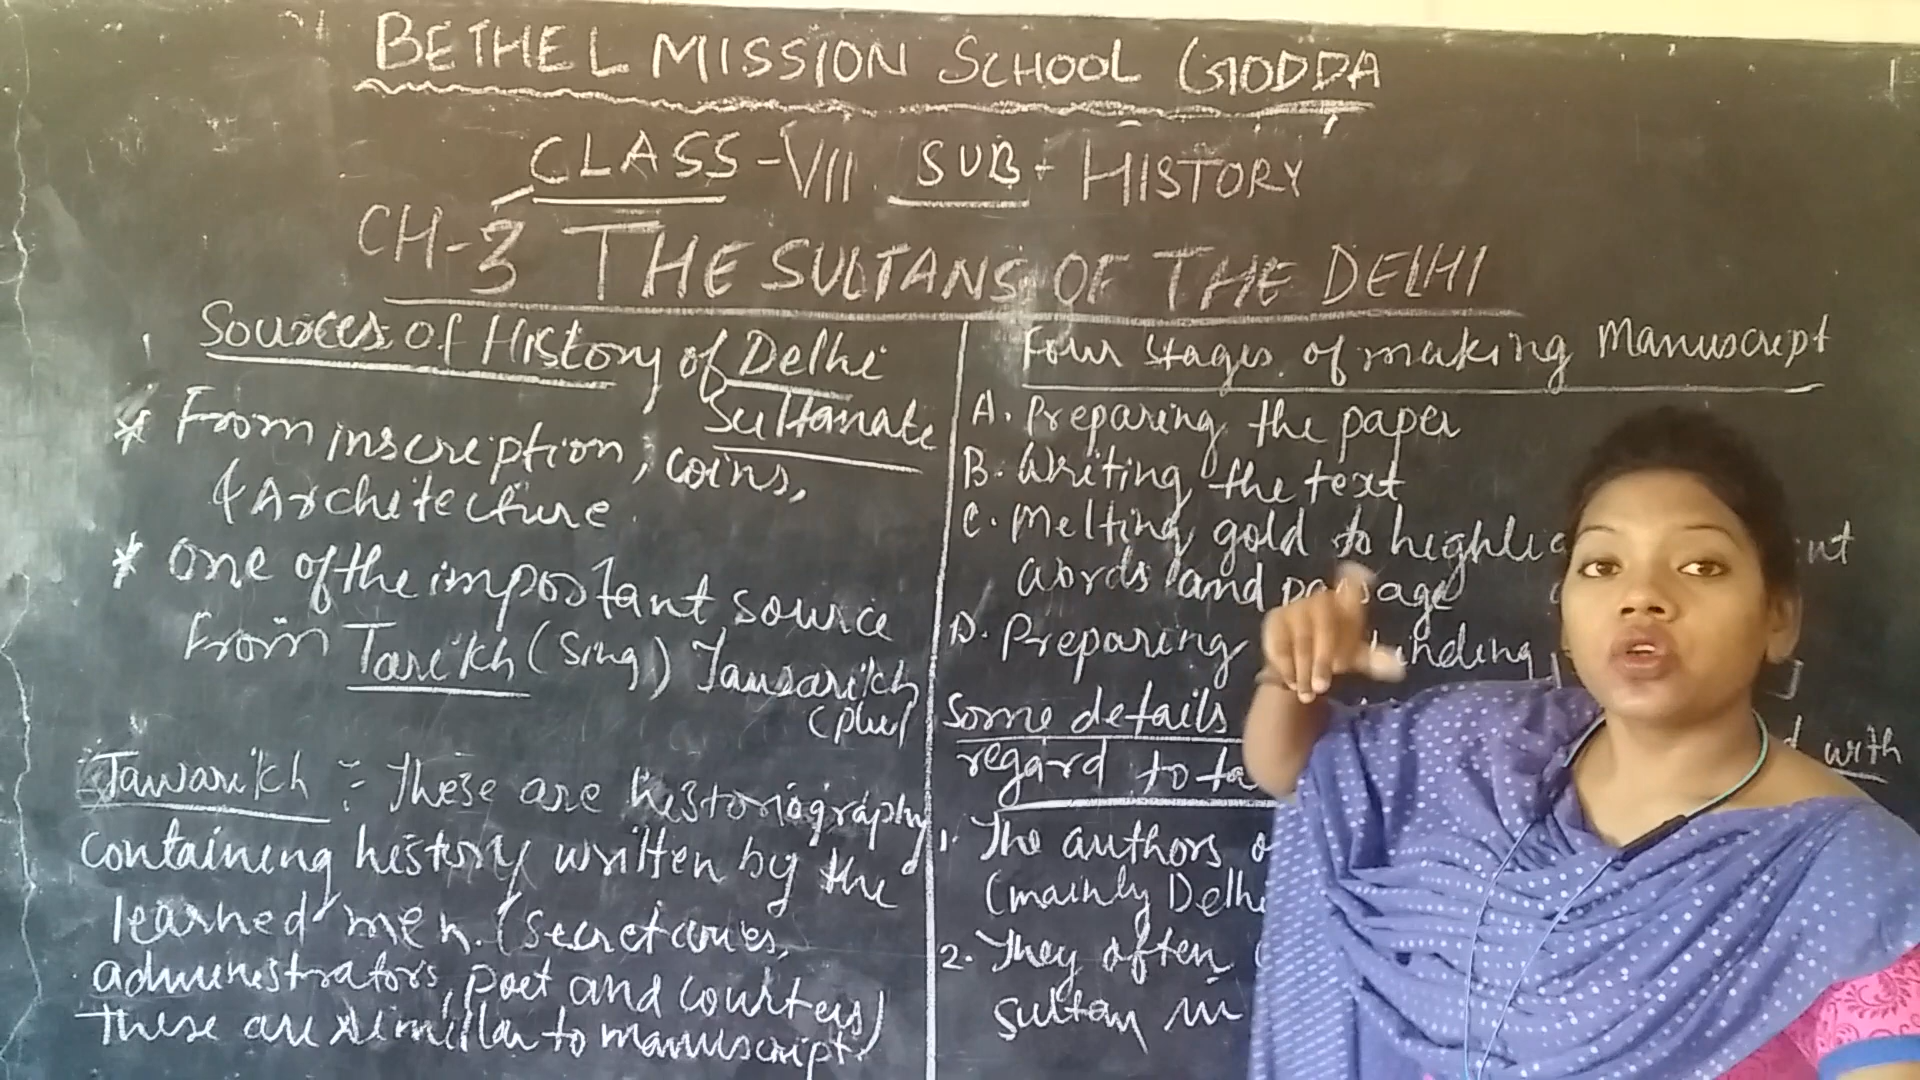 BETHEL MISSION SCHOOL GODDA
CLASS-VII SUB- HISTORY
CH-3 THE SULTANS OF THE DELHI
Sources of History of Delhi
Sultanate
* From inscription, coins,
& Architecture.
* One of the important source
from Tarikh (Sing) Tawarikh
(plu)
Tawarikh :- These are historiography
containing history written by the
learned men. (Secretaries,
administrators, poet and courters)
These are similar to manuscript.
Four stages of making Manuscript
A. Preparing the paper
B. Writing the text
C. Melting gold to
words and passage
D. Preparing
Some details with
regard to
1. The authors
(mainly Delhi
2. They often
sultan in